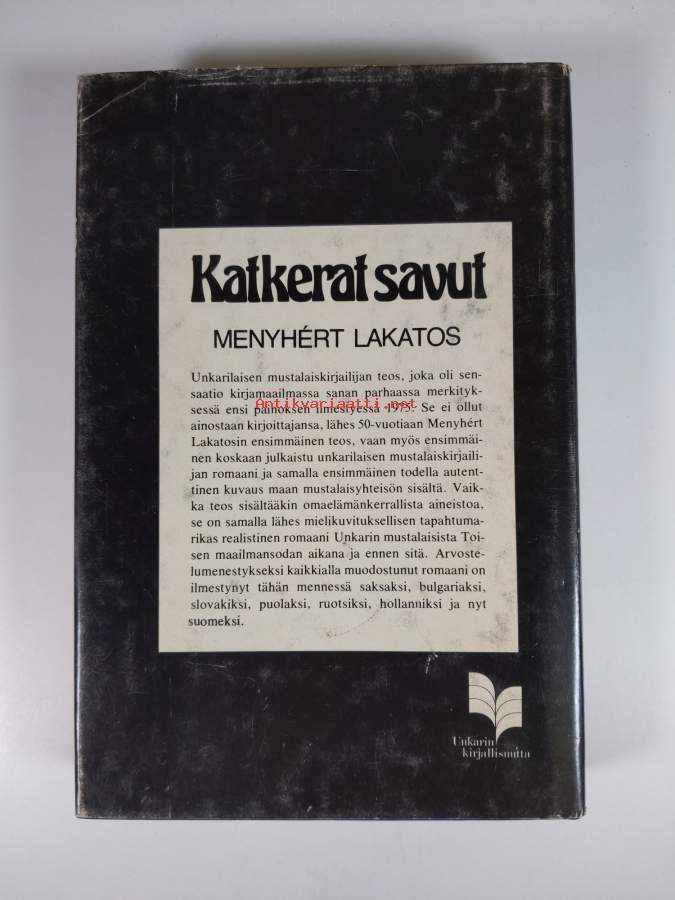 Katkerat savut
MENYHÉRT LAKATOS
Unkarilaisen mustalaiskirjailijan teos, joka oli sen-
saatio kirjamaailmassa sanan parhaassa merkityk-
Antikvariaatti.net
sessä ensi painoksen ilmestyessä 1975. Se ei ollut
ainostaan kirjoittajansa, lähes 50-vuotiaan Menyhért
Lakatosin ensimmäinen teos, vaan myös ensimmäi-
nen koskaan julkaistu unkarilaisen mustalaiskirjaili-
jan romaani ja samalla ensimmäinen todella autent-
tinen kuvaus maan mustalaisyhteisön sisältä. Vaik-
ka teos sisältääkin omaelämänkerrallista aineistoa,
se on samalla lähes mielikuvituksellisen tapahtuma-
rikas realistinen romaani Unkarin mustalaisista Toi-
sen maailmansodan aikana ja ennen sitä. Arvoste-
lumenestykseksi kaikkialla muodostunut romaani on
ilmestynyt tähän mennessä saksaksi, bulgariaksi,
slovakiksi, puolaksi, ruotsiksi, hollanniksi ja nyt
suomeksi.
Unkarin
kirjallisuutta